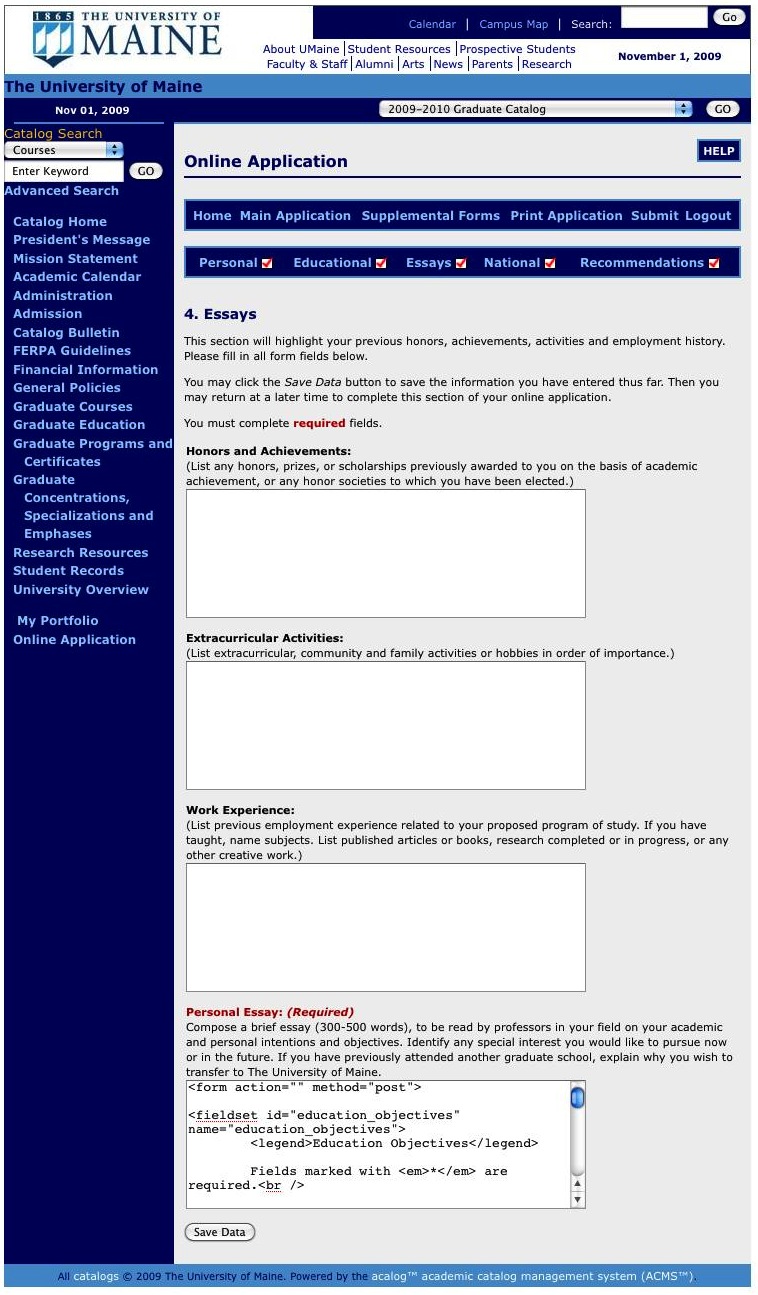 1865 THE UNIVERSITY OF
MAINE
Calendar | Campus Map | Search: Go
About UMaine | Student Resources | Prospective Students
Faculty & Staff | Alumni | Arts | News | Parents | Research
November 1, 2009
The University of Maine
Nov 01, 2009
2009-2010 Graduate Catalog GO
Catalog Search
Courses
Enter Keyword GO
Advanced Search
Catalog Home
President's Message
Mission Statement
Academic Calendar
Administration
Admission
Catalog Bulletin
FERPA Guidelines
Financial Information
General Policies
Graduate Courses
Graduate Education
Graduate Programs and
Certificates
Graduate
Concentrations,
Specializations and
Emphases
Research Resources
Student Records
University Overview
My Portfolio
Online Application
Online Application
HELP
Home Main Application Supplemental Forms Print Application Submit Logout
Personal Educational Essays National Recommendations
4. Essays
This section will highlight your previous honors, achievements, activities and employment history.
Please fill in all form fields below.
You may click the Save Data button to save the information you have entered thus far. Then you
may return at a later time to complete this section of your online application.
You must complete required fields.
Honors and Achievements:
(List any honors, prizes, or scholarships previously awarded to you on the basis of academic
achievement, or any honor societies to which you have been elected.)
Extracurricular Activities:
(List extracurricular, community and family activities or hobbies in order of importance.)
Work Experience:
(List previous employment experience related to your proposed program of study. If you have
taught, name subjects. List published articles or books, research completed or in progress, or any
other creative work.)
Personal Essay: (Required)
Compose a brief essay (300-500 words), to be read by professors in your field on your academic
and personal intentions and objectives. Identify any special interest you would like to pursue now
or in the future. If you have previously attended another graduate school, explain why you wish to
transfer to The University of Maine.
<form action="" method="post">
<fieldset id="education_objectives"
name="education_objectives">
<legend>Education Objectives</legend>
Fields marked with <em>*</em> are
required.<br />
Save Data
All catalogs © 2009 The University of Maine. Powered by the acalog™ academic catalog management system (ACMS™).